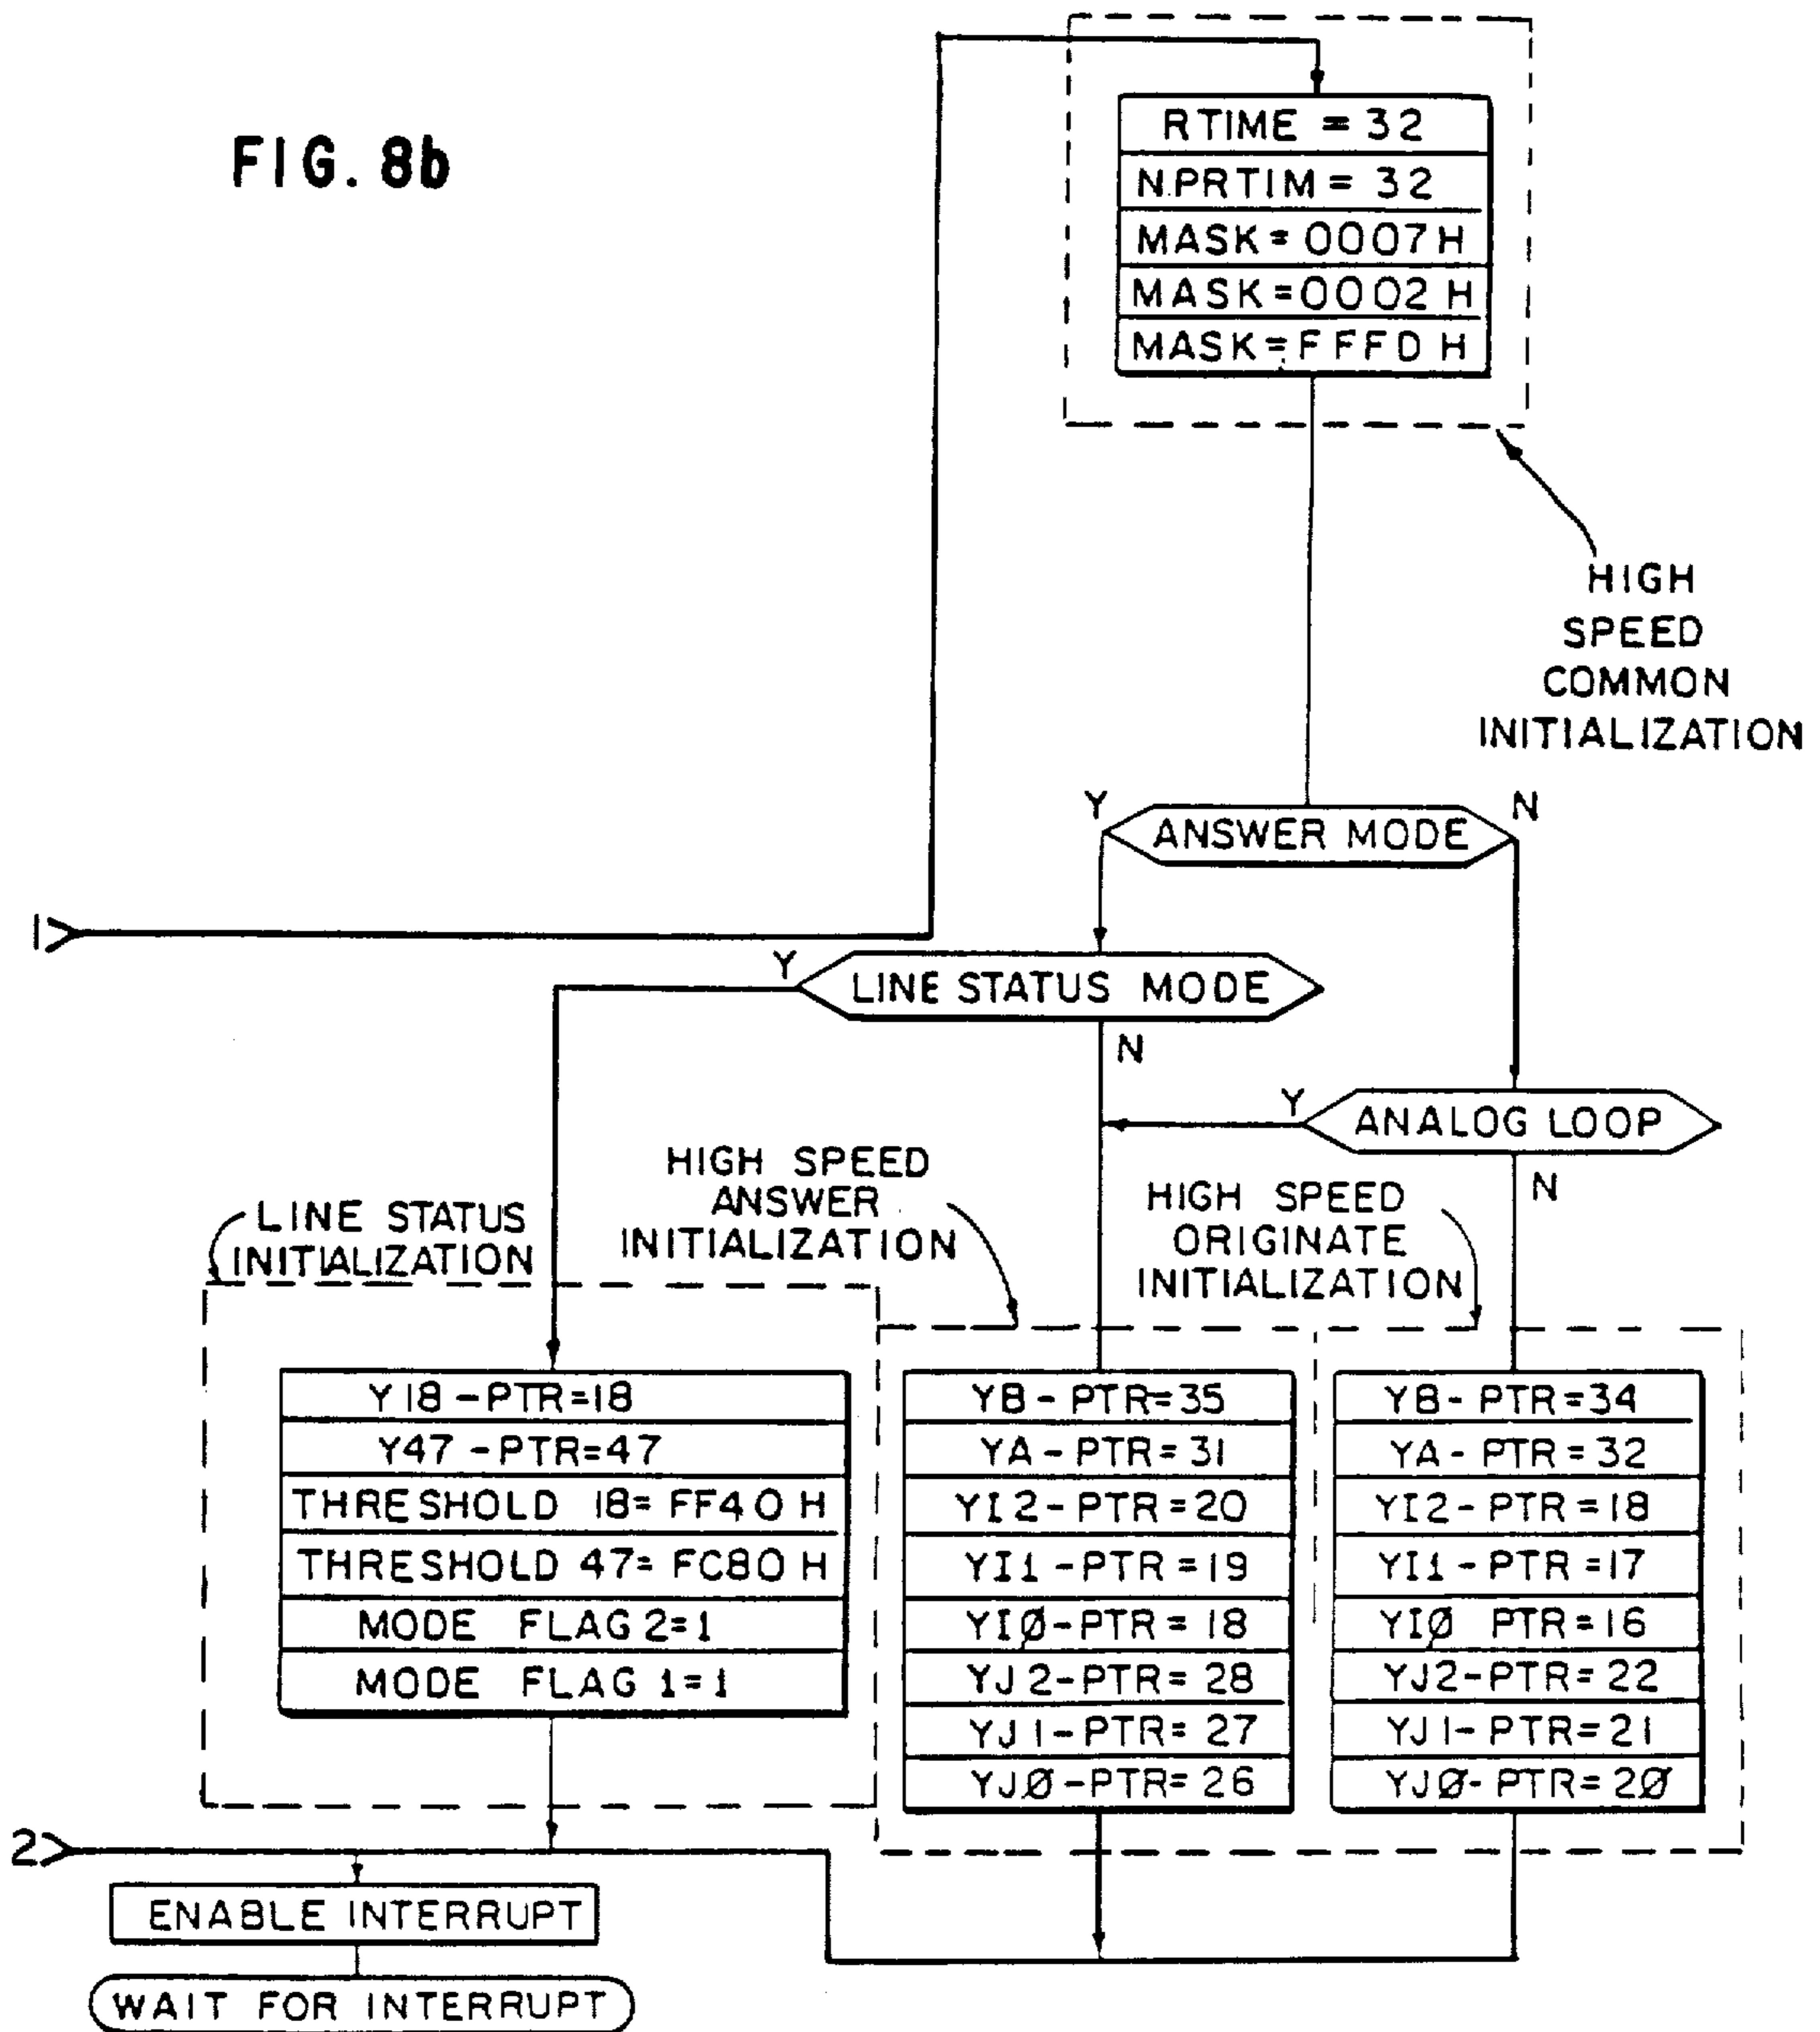 FIG. 8b
RTIME = 32
N.PRTIM = 32
MASK=0007H
MASK=0002H
MASK=FFFDH
HIGH
SPEED
COMMON
INITIALIZATION
Y
ANSWER MODE
N
1
Y
LINE STATUS MODE
N
Y
ANALOG LOOP
N
LINE STATUS
INITIALIZATION
HIGH SPEED
ANSWER
INITIALIZATION
HIGH SPEED
ORIGINATE
INITIALIZATION
Y18-PTR=18
Y47-PTR=47
THRESHOLD 18=FF40H
THRESHOLD 47=FC80H
MODE FLAG 2=1
MODE FLAG 1=1
YB-PTR=35
YA-PTR=31
YI2-PTR=20
YI1-PTR=19
YIØ-PTR=18
YJ2-PTR=28
YJ1-PTR=27
YJØ-PTR=26
YB-PTR=34
YA-PTR=32
YI2-PTR=18
YI1-PTR=17
YIØ PTR=16
YJ2-PTR=22
YJ1-PTR=21
YJØ-PTR=2Ø
2
ENABLE INTERRUPT
WAIT FOR INTERRUPT